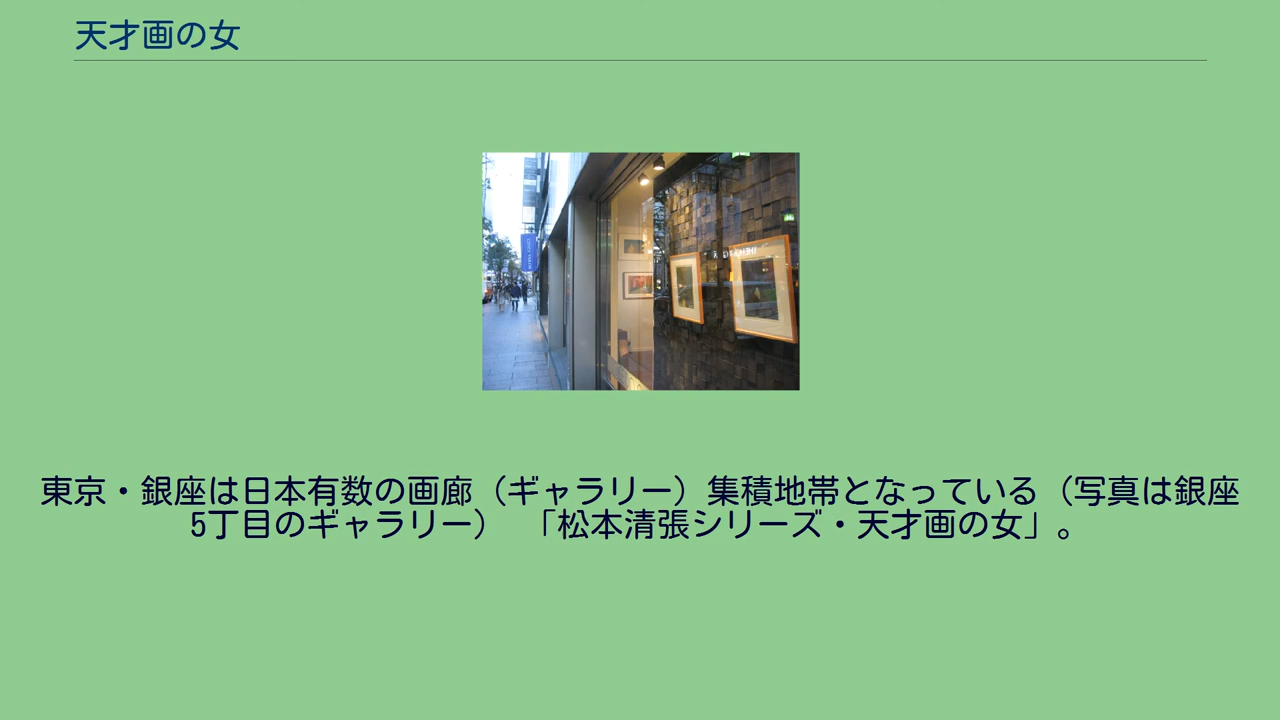 天才画の女
東京・銀座は日本有数の画廊（ギャラリー）集積地帯となっている（写真は銀座
5丁目のギャラリー）　「松本清張シリーズ・天才画の女」。